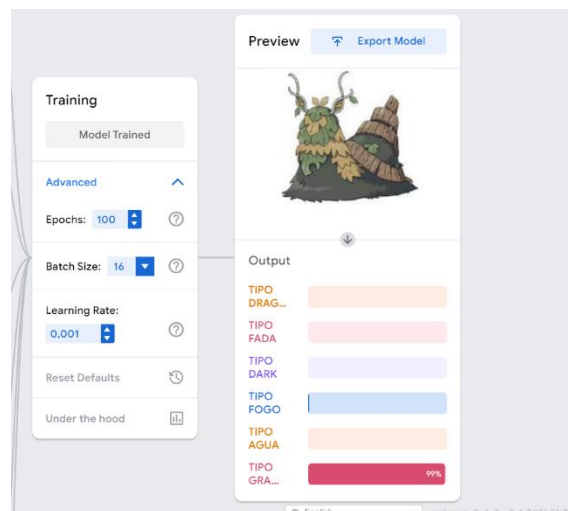 Preview
Export Model
Training
Model Trained
Advanced
Epochs: 100
Batch Size: 16
Learning Rate:
0,001
Reset Defaults
Under the hood
Output
TIPO
DRAG...
TIPO
FADA
TIPO
DARK
TIPO
FOGO
TIPO
AGUA
TIPO
GRA...
99%
English